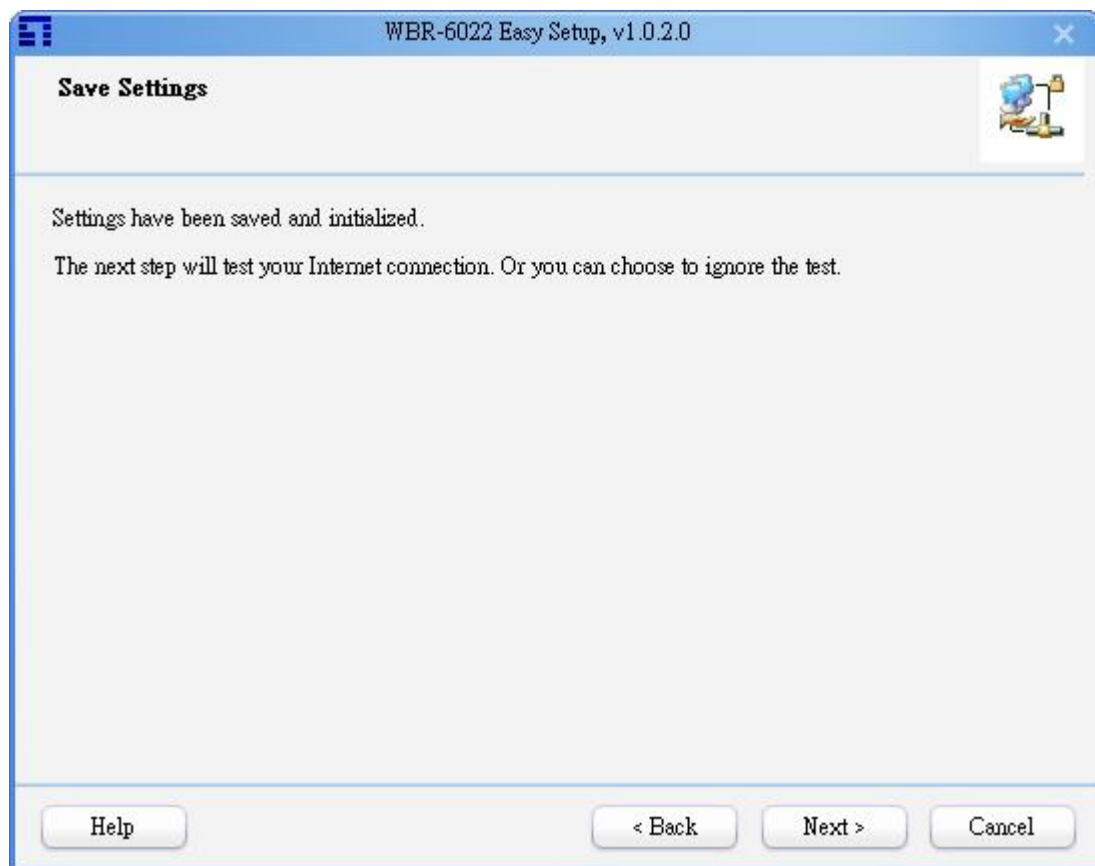 WBR-6022 Easy Setup, v1.0.2.0
Save Settings
Settings have been saved and initialized.
The next step will test your Internet connection. Or you can choose to ignore the test.
Help
< Back
Next >
Cancel